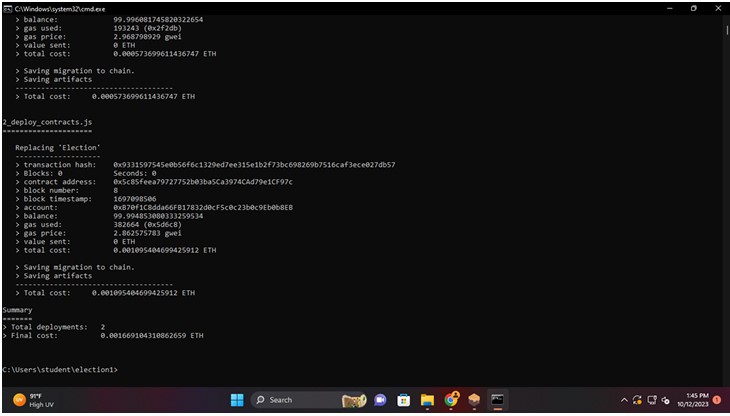 C:\Windows\system32\cmd.exe
> balance: 99.996081745820322654
> gas used: 193243 (0x2f2db)
> gas price: 2.968798929 gwei
> value sent: 0 ETH
> total cost: 0.000573699611436747 ETH
> Saving migration to chain.
> Saving artifacts
-------------------------------------
> Total cost: 0.000573699611436747 ETH
2_deploy_contracts.js
=====================
Replacing 'Election'
--------------------
> transaction hash: 0x9331597545e0b56f6c1329ed7ee315e1b2f73bc698269b7516caf3ece027db57
> Blocks: 0 Seconds: 0
> contract address: 0x5c85feea79727752b03ba5Ca3974CAd79e1CF97c
> block number: 8
> block timestamp: 1697098506
> account: 0xB70f1C8dda66FB17832d0cF5c0c23b0c9Eb0b8EB
> balance: 99.994853080333259534
> gas used: 382664 (0x5d6c8)
> gas price: 2.862575783 gwei
> value sent: 0 ETH
> total cost: 0.001095404699425912 ETH
> Saving migration to chain.
> Saving artifacts
-------------------------------------
> Total cost: 0.001095404699425912 ETH
Summary
=======
> Total deployments: 2
> Final cost: 0.001669104310862659 ETH
C:\Users\student\election1>
UV
91°F
High UV
Search
1:45 PM
10/12/2023
1